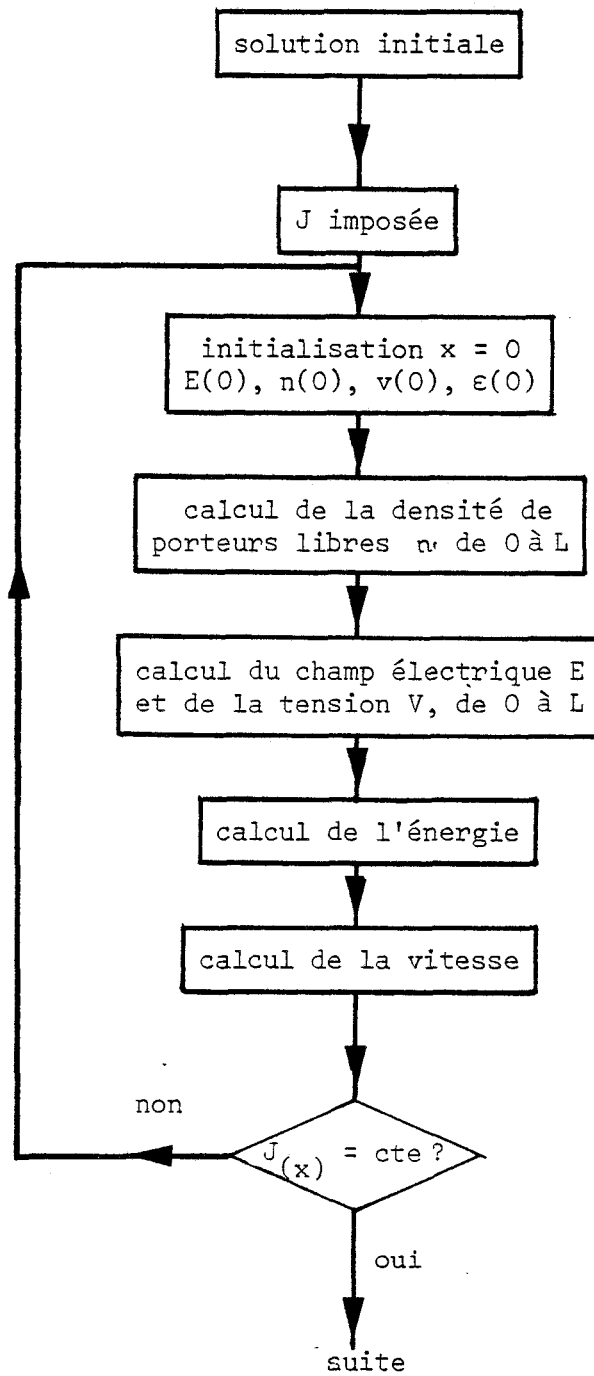 solution initiale
J imposée
initialisation x = 0
E(0), n(0), v(0), ε(0)
calcul de la densité de
porteurs libres n de 0 à L
calcul du champ électrique E
et de la tension V, de 0 à L
calcul de l'énergie
calcul de la vitesse
non
J(x) = cte ?
oui
suite